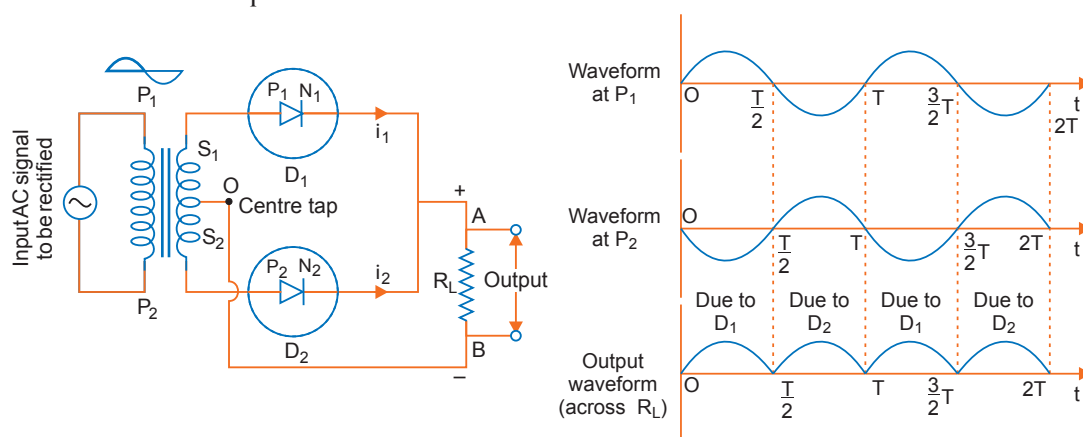 P₁
Input AC signal
to be rectified
P₂
S₁
S₂
O
Centre tap
P₁ N₁
D₁
i₁
P₂ N₂
D₂
i₂
+
A
R_L
Output
B
–
Waveform
at P₁
O
T/2
T
3/2 T
2T
t
Waveform
at P₂
O
T/2
T
3/2 T
2T
t
Due to
D₁
Due to
D₂
Due to
D₁
Due to
D₂
Output
waveform
(across R_L)
O
T/2
T
3/2 T
2T
t